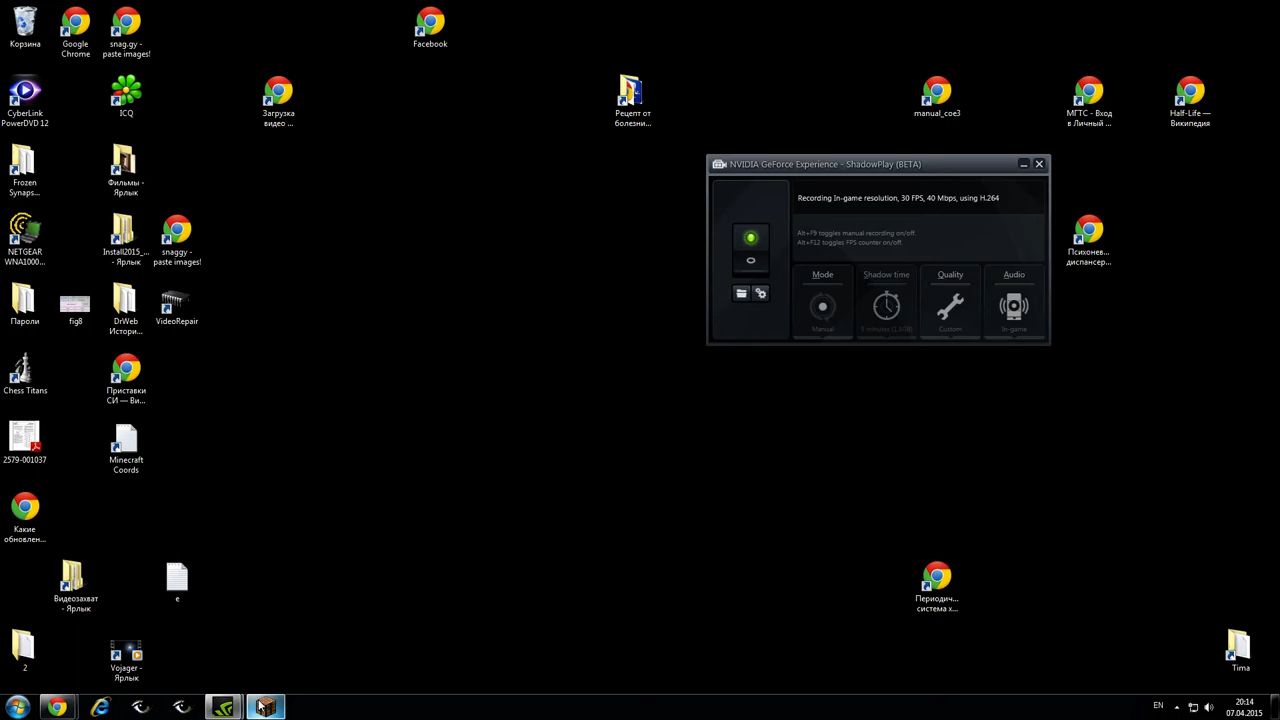 Корзина
Google
Chrome
snag.gy -
paste images!
Facebook
CyberLink
PowerDVD 12
ICQ
Загрузка
видео ...
Рецепт от
болезни...
manual_coe3
МГТС - Вход
в Личный ...
Half-Life —
Википедия
NVIDIA GeForce Experience - ShadowPlay (BETA)
Recording In-game resolution, 30 FPS, 40 Mbps, using H.264
Alt+F9 toggles manual recording on/off.
Alt+F12 toggles FPS counter on/off.
Mode
Shadow time
Quality
Audio
Manual
Custom
In-game
Frozen
Synaps...
Фильмы -
Ярлык
NETGEAR
WNA1000...
Install2015_...
- Ярлык
snaggy -
paste images!
Психонев...
диспансер...
Пароли
fig8
DrWeb
Истори...
VideoRepair
Chess Titans
Приставки
СИ — Ви...
2579-001037
Minecraft
Coords
Какие
обновлен...
Видеозахват
- Ярлык
e
Периодич...
система х...
2
Vojager -
Ярлык
Tima
EN
20:14
07.04.2015